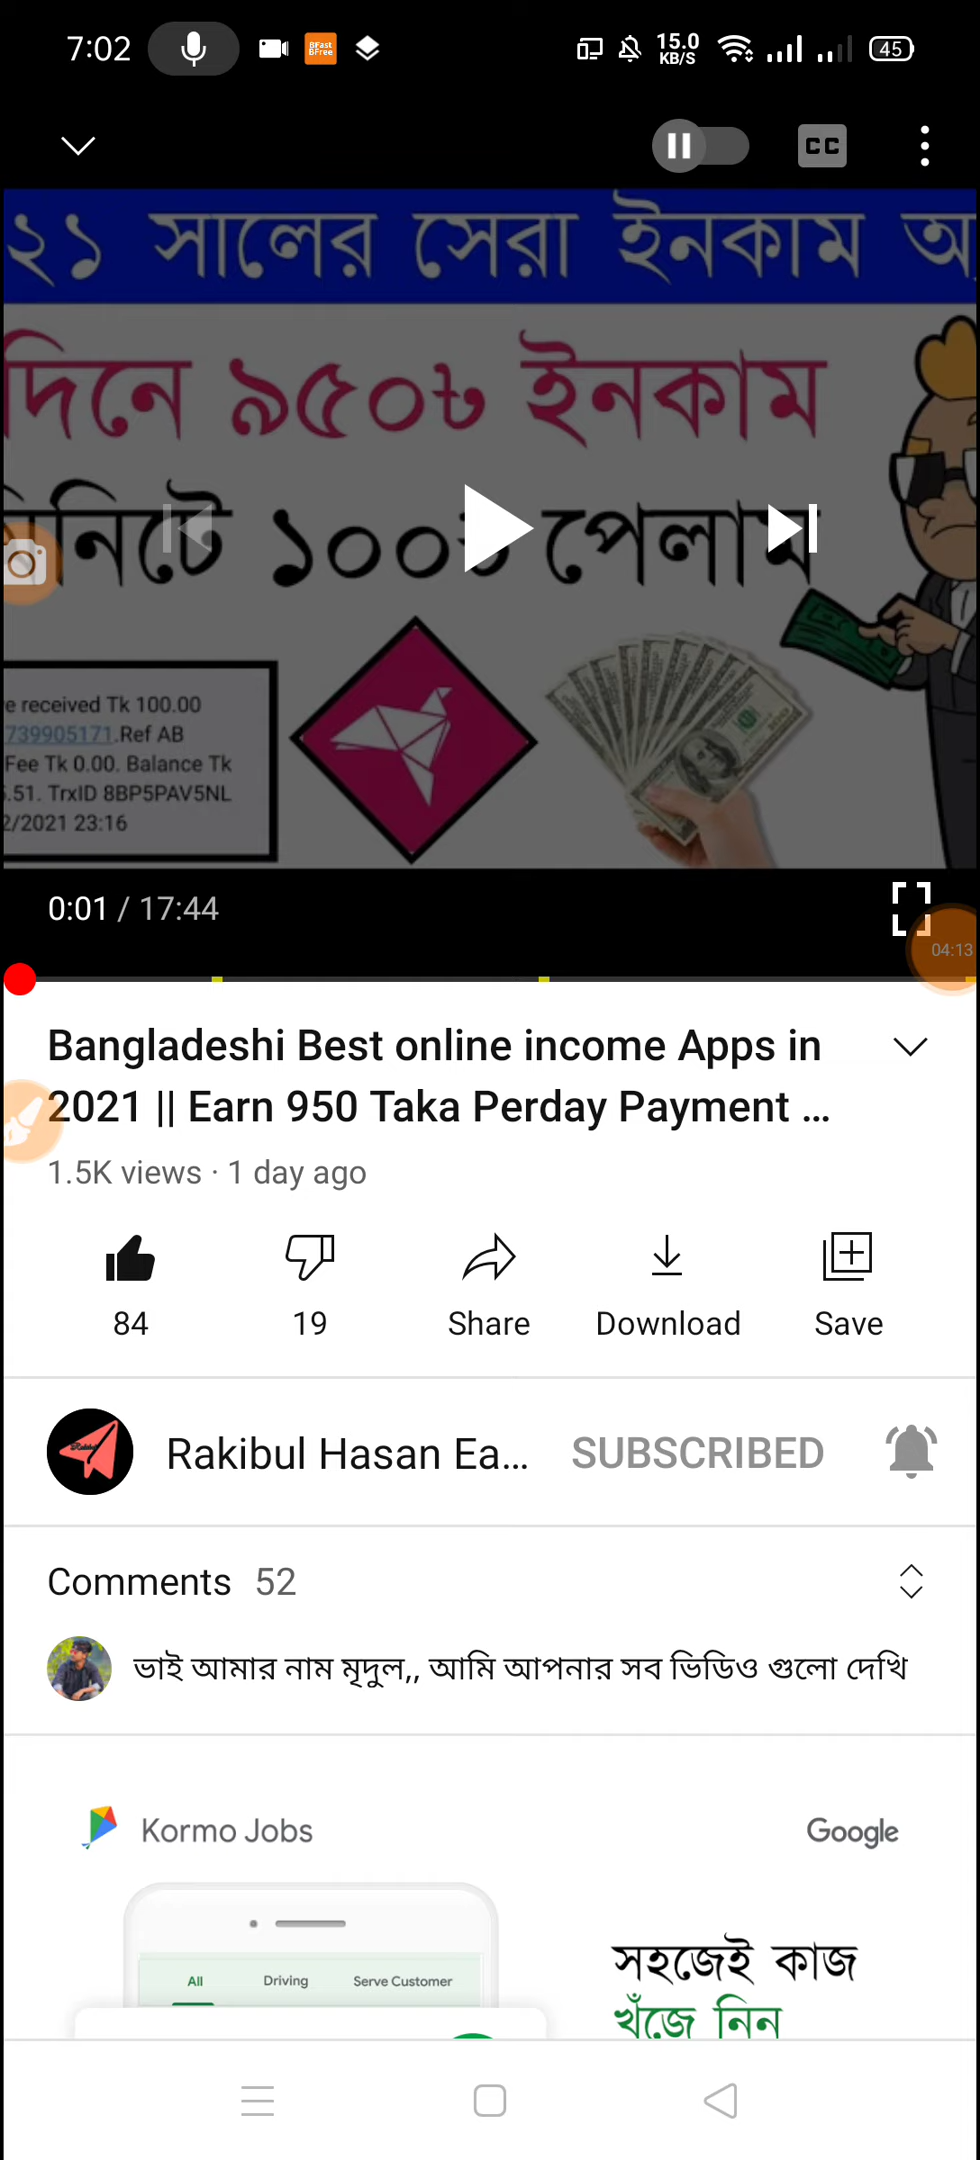 7:02
15.0 KB/S
45
CC
২১ সালের সেরা ইনকাম
দিনে ৯৫০৳ ইনকাম
১০০৳ পেলাম
e received Tk 100.00
739905171.Ref AB
Fee Tk 0.00. Balance Tk
.51. TrxID 8BP5PAV5NL
2/2021 23:16
0:01 / 17:44
04:13
Bangladeshi Best online income Apps in
2021 || Earn 950 Taka Perday Payment ...
1.5K views · 1 day ago
84 19 Share Download Save
Rakibul Hasan Ea... SUBSCRIBED
Comments 52
ভাই আমার নাম মৃদুল,, আমি আপনার সব ভিডিও গুলো দেখি
Kormo Jobs Google
All Driving Serve Customer
সহজেই কাজ
খুঁজে নিন